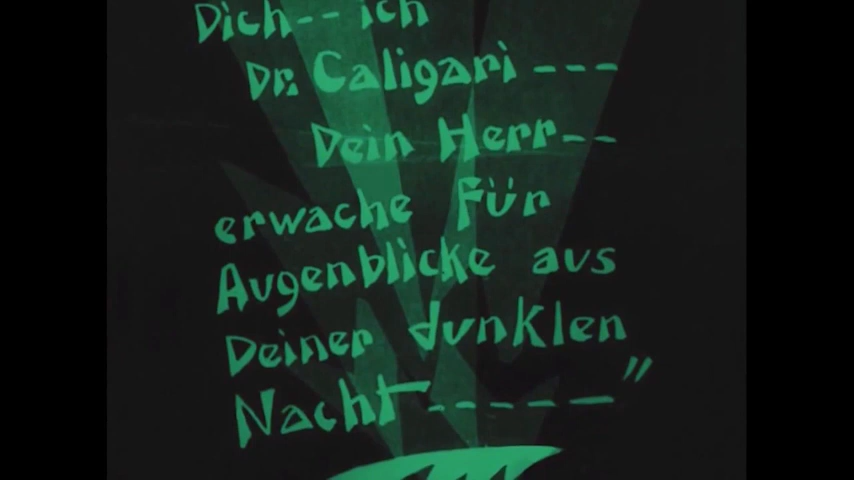 Dich-- ich
Dr. Caligari ---
Dein Herr--
erwache für
Augenblicke aus
Deiner dunklen
Nacht-----"